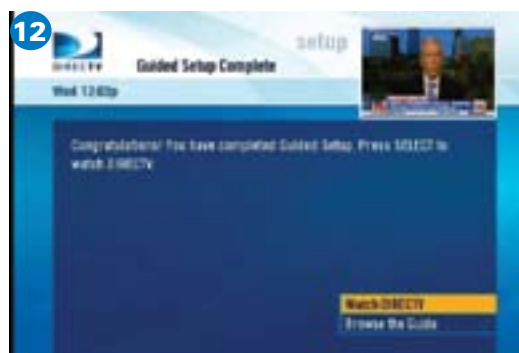 12
setup
DIRECTV
Guided Setup Complete
Wed 12:03p
Congratulations! You have completed Guided Setup. Press SELECT to
watch DIRECTV.
Watch DIRECTV
Browse the Guide